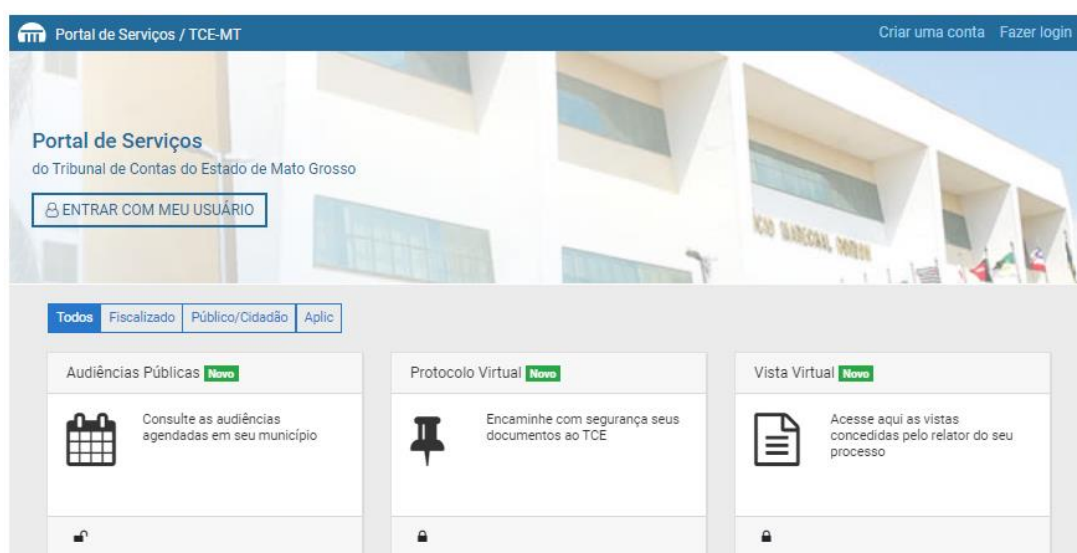 Portal de Serviços / TCE-MT
Criar uma conta Fazer login
Portal de Serviços
do Tribunal de Contas do Estado de Mato Grosso
ENTRAR COM MEU USUÁRIO
MARECHAL
Todos Fiscalizado Público/Cidadão Aplic
Audiências Públicas Novo
Consulte as audiências
agendadas em seu município
Protocolo Virtual Novo
Encaminhe com segurança seus
documentos ao TCE
Vista Virtual Novo
Acesse aqui as vistas
concedidas pelo relator do seu
processo